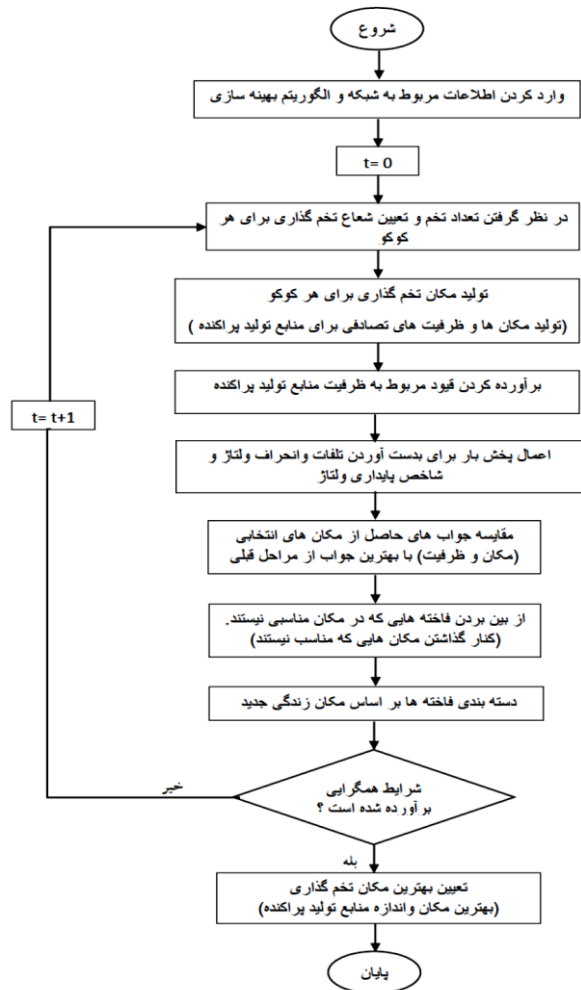 شروع
وارد کردن اطلاعات مربوط به شبکه و الگوریتم بهینه سازی
t= 0
در نظر گرفتن تعداد تخم و تعیین شعاع تخم گذاری برای هر
کوکو
تولید مکان تخم گذاری برای هر کوکو
(تولید مکان ها و ظرفیت های تصادفی برای منابع تولید پراکنده )
برآورده کردن قیود مربوط به ظرفیت منابع تولید پراکنده
t= t+1
اعمال پخش بار برای بدست آوردن تلفات وانحراف ولتاژ و
شاخص پایداری ولتاژ
مقایسه جواب های حاصل از مکان های انتخابی
(مکان و ظرفیت) با بهترین جواب از مراحل قبلی
از بین بردن فاخته هایی که در مکان مناسبی نیستند.
(کنار گذاشتن مکان هایی که مناسب نیستند)
دسته بندی فاخته ها بر اساس مکان زندگی جدید
شرایط همگرایی
برآورده شده است ؟
خیر
بله
تعیین بهترین مکان تخم گذاری
(بهترین مکان واندازه منابع تولید پراکنده)
پایان